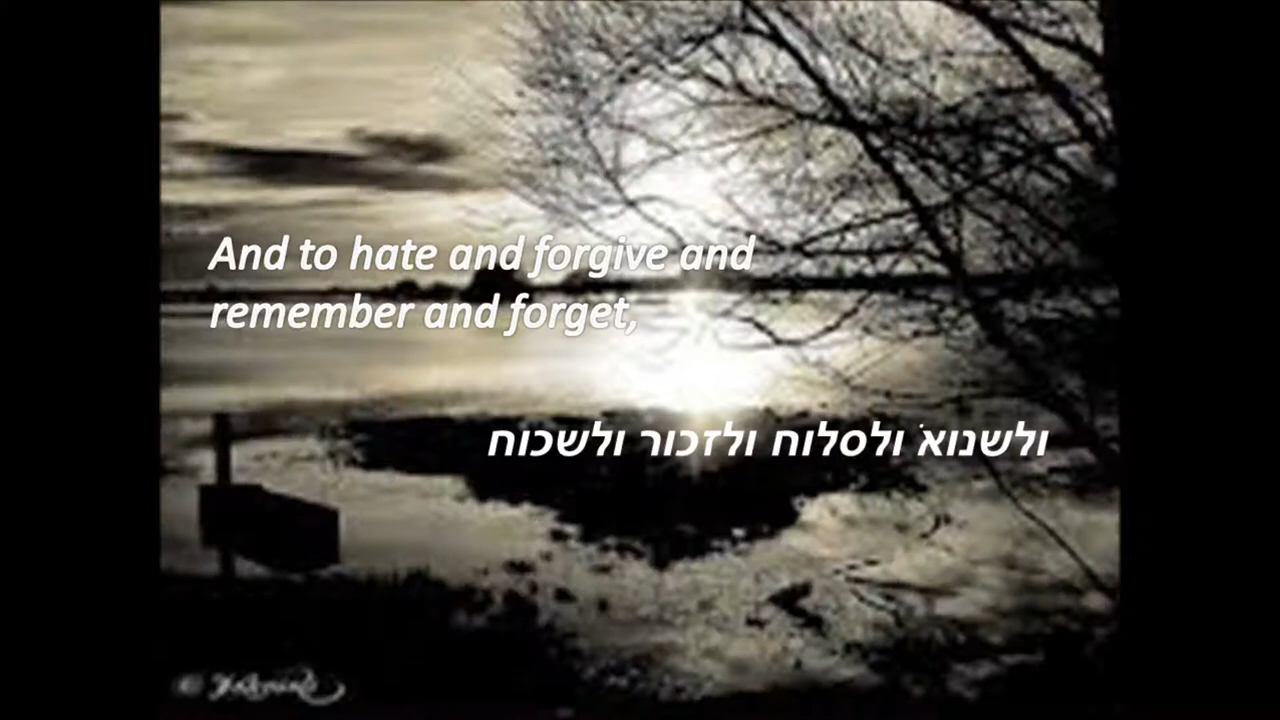 And to hate and forgive and
remember and forget,
ולשנוא ולסלוח ולזכור ולשכוח